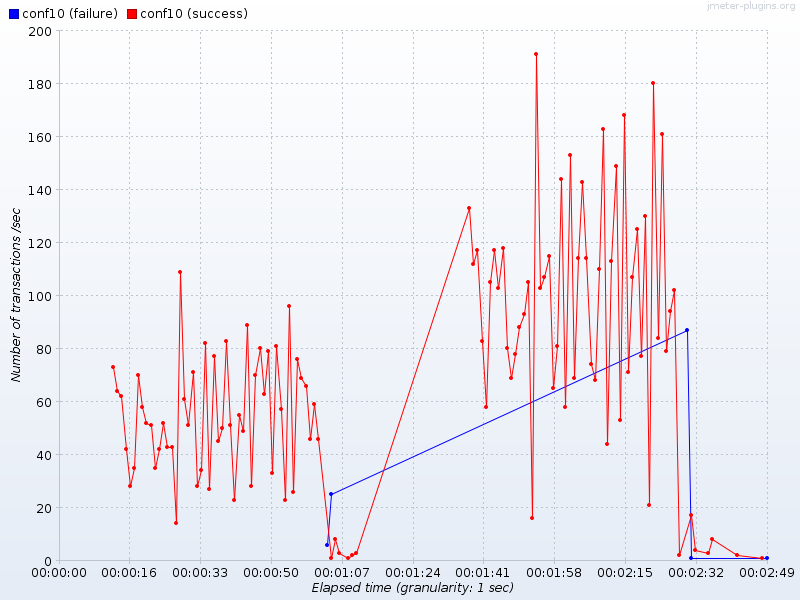 jmeter-plugins.org
conf10 (failure) conf10 (success)
200
180
160
140
120
100
80
60
40
20
0
Number of transactions /sec
00:00:00 00:00:16 00:00:33 00:00:50 00:01:07 00:01:24 00:01:41 00:01:58 00:02:15 00:02:32 00:02:49
Elapsed time (granularity: 1 sec)